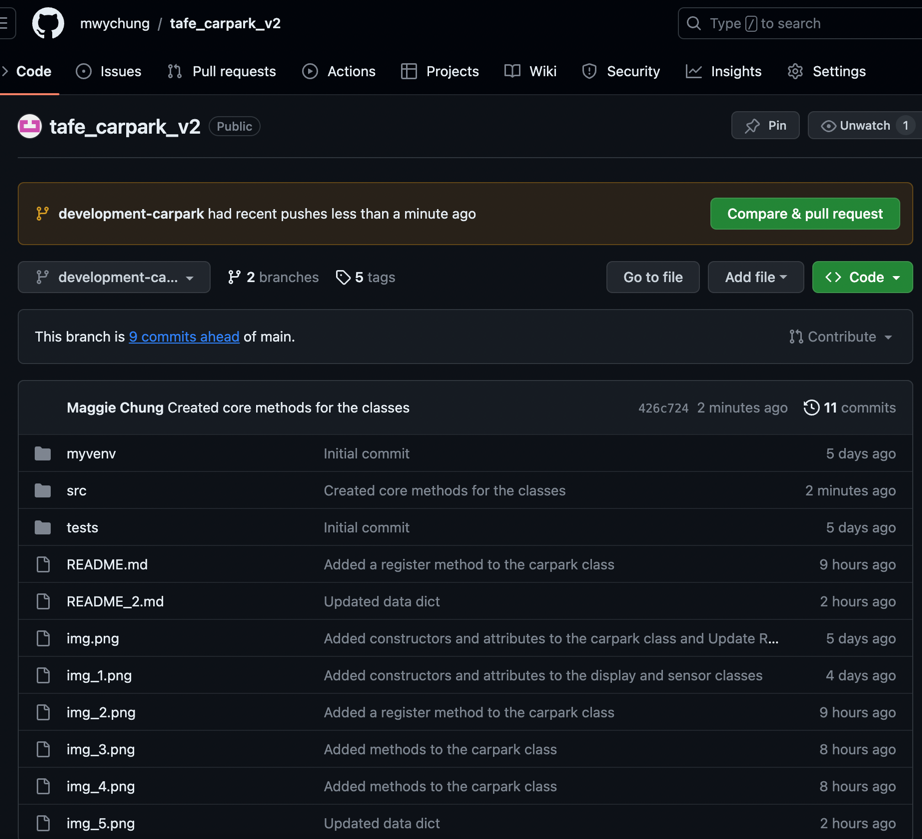 mwychung / tafe_carpark_v2
Type / to search
Code Issues Pull requests Actions Projects Wiki Security Insights Settings
tafe_carpark_v2 Public Pin Unwatch 1
development-carpark had recent pushes less than a minute ago Compare & pull request
development-ca... 2 branches 5 tags Go to file Add file Code
This branch is 9 commits ahead of main. Contribute
Maggie Chung Created core methods for the classes 426c724 2 minutes ago 11 commits
myvenv Initial commit 5 days ago
src Created core methods for the classes 2 minutes ago
tests Initial commit 5 days ago
README.md Added a register method to the carpark class 9 hours ago
README_2.md Updated data dict 2 hours ago
img.png Added constructors and attributes to the carpark class and Update R... 5 days ago
img_1.png Added constructors and attributes to the display and sensor classes 4 days ago
img_2.png Added a register method to the carpark class 9 hours ago
img_3.png Added methods to the carpark class 8 hours ago
img_4.png Added methods to the carpark class 8 hours ago
img_5.png Updated data dict 2 hours ago